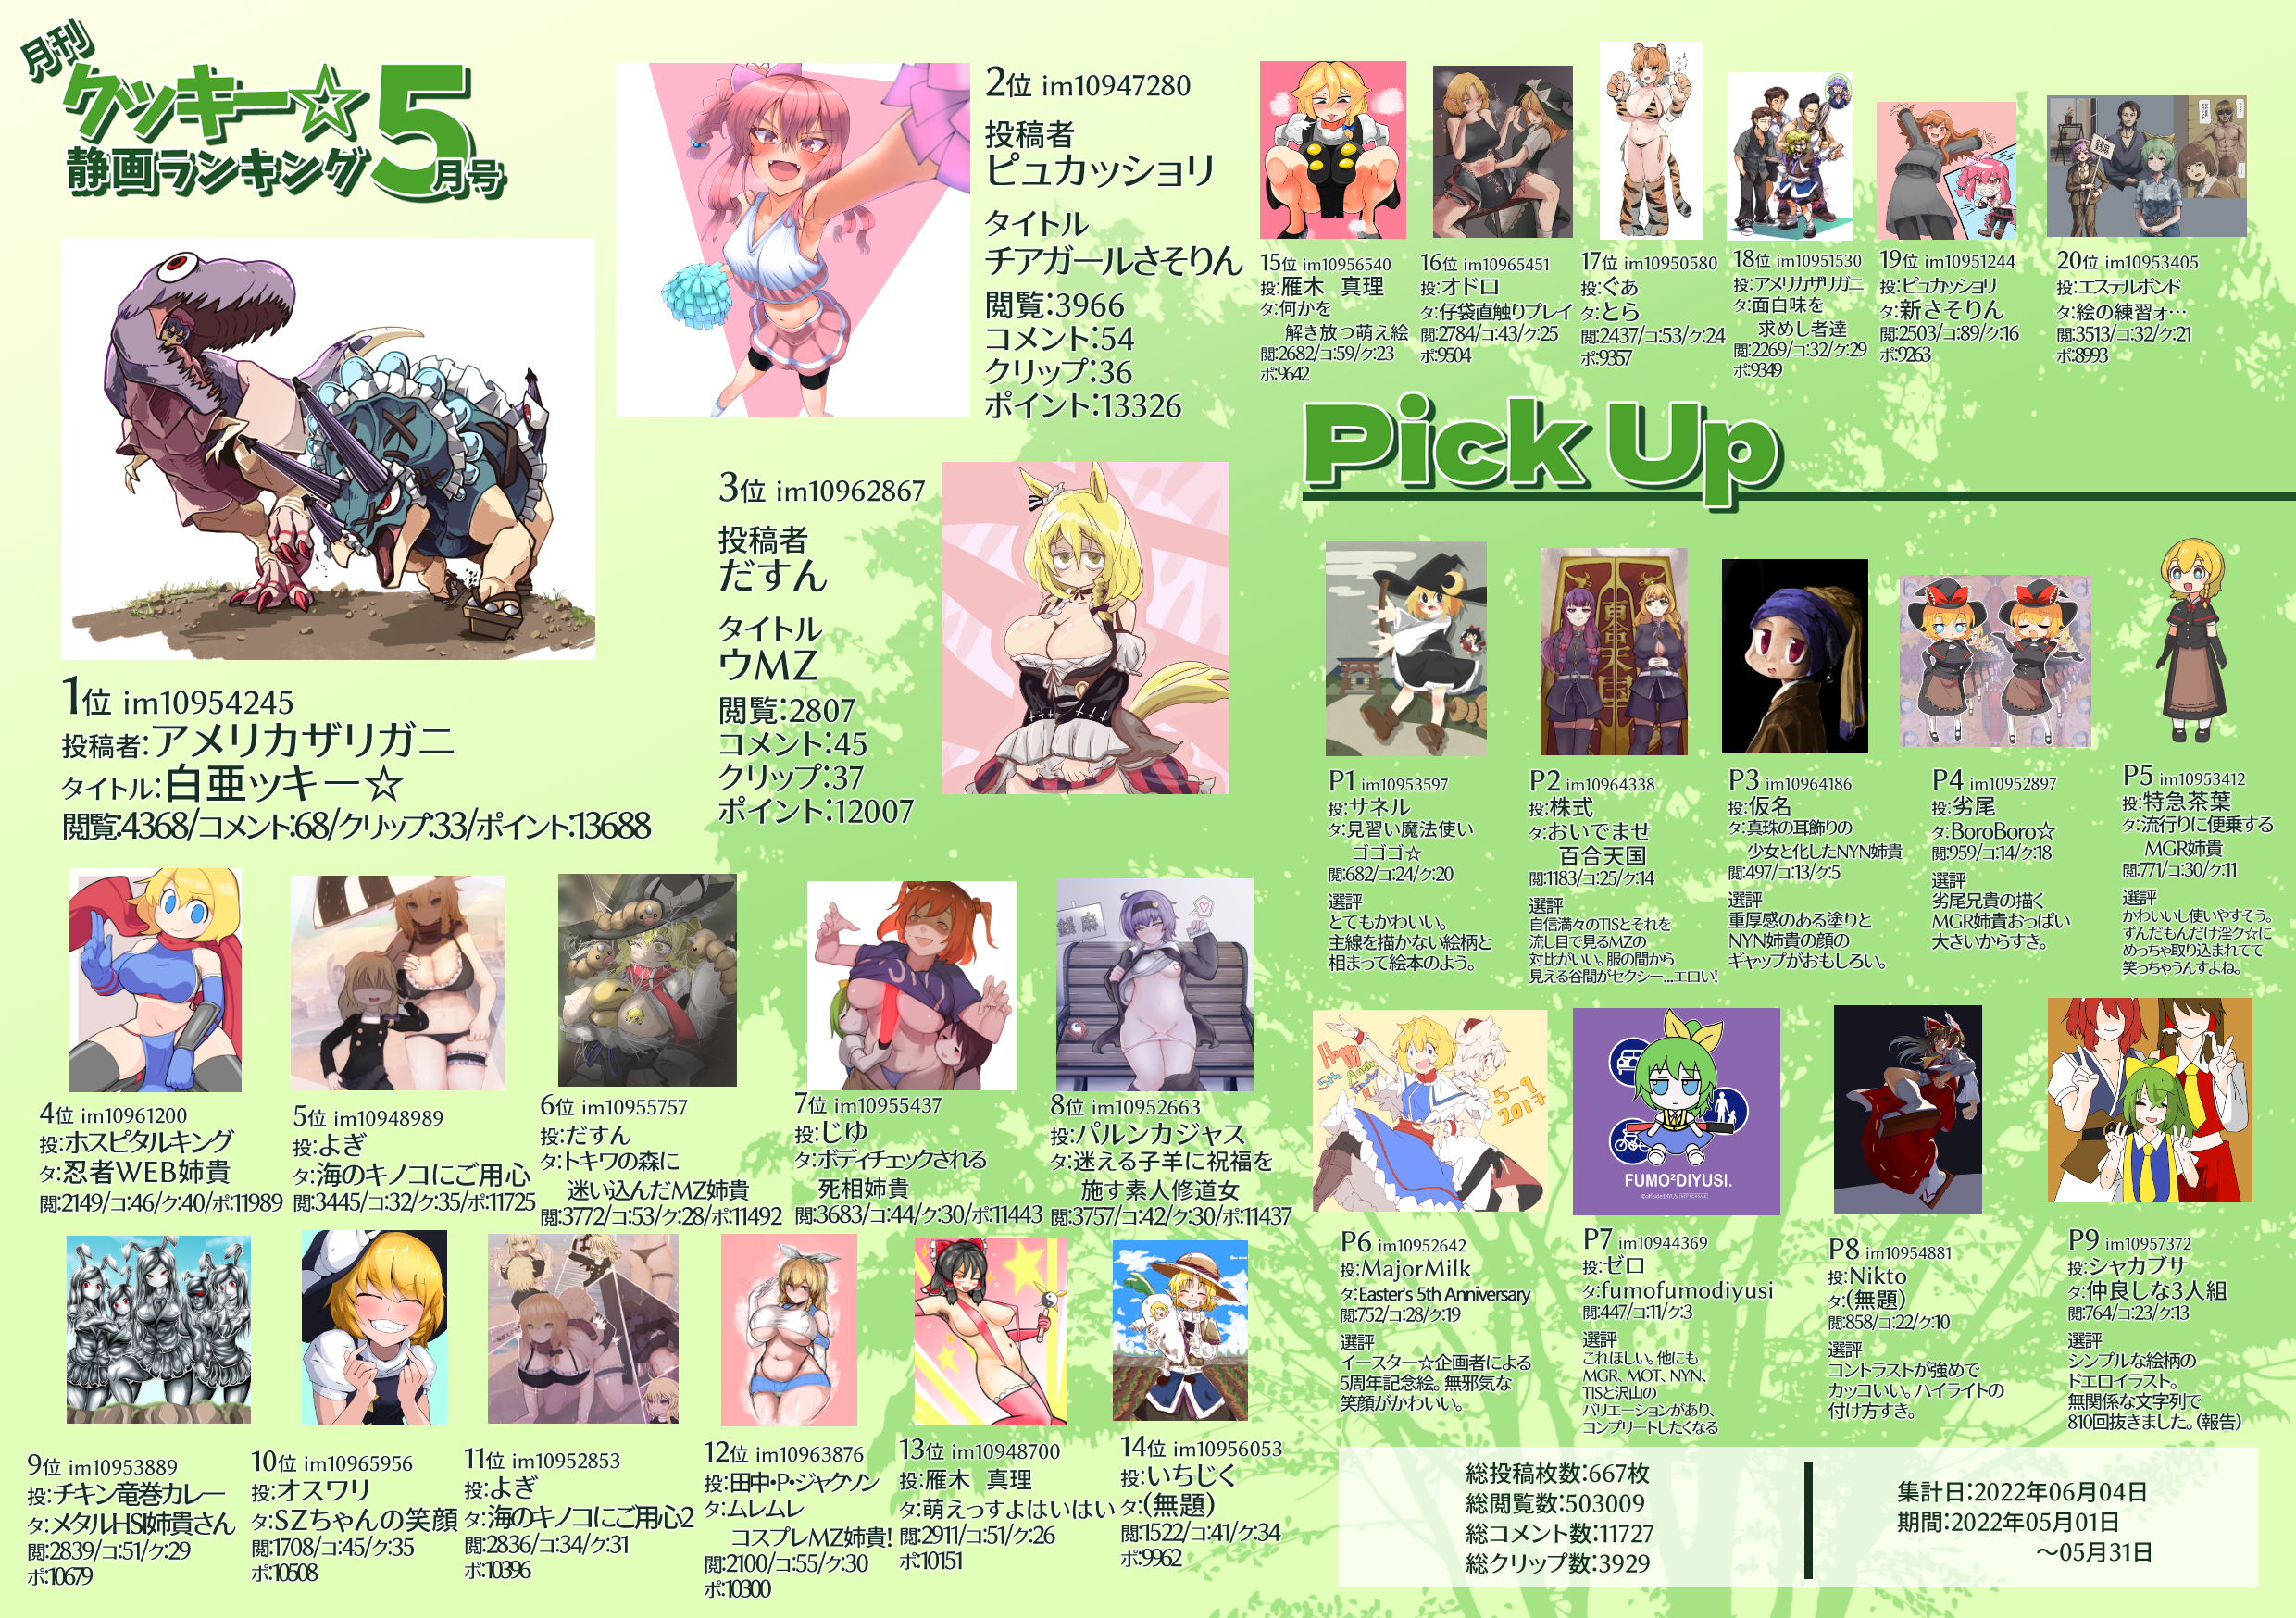 月刊
クッキー☆
静画ランキング
5月号
1位 im10954245
投稿者:アメリカザリガニ
タイトル:白亜ッキー☆
閲覧:4368/コメント:68/クリップ:33/ポイント:13688
2位 im10947280
投稿者
ピュカッショリ
タイトル
チアガールさそりん
閲覧:3966
コメント:54
クリップ:36
ポイント:13326
3位 im10962867
投稿者
だすん
タイトル
ウMZ
閲覧:2807
コメント:45
クリップ:37
ポイント:12007
4位 im10961200
投:ホスピタルキング
タ:忍者WEB姉貴
閲:2149/コ:46/ク:40/ポ:11989
5位 im10948989
投:よぎ
タ:海のキノコにご用心
閲:3445/コ:32/ク:35/ポ:11725
6位 im10955757
投:だすん
タ:トキワの森に
迷い込んだMZ姉貴
閲:3772/コ:53/ク:28/ポ:11492
7位 im10955437
投:じゆ
タ:ボディチェックされる
死相姉貴
閲:3683/コ:44/ク:30/ポ:11443
8位 im10952663
投:パルンカジャス
タ:迷える子羊に祝福を
施す素人修道女
閲:3757/コ:42/ク:30/ポ:11437
9位 im10953889
投:チキン竜巻カレー
タ:メタルHSI姉貴さん
閲:2839/コ:51/ク:29
ポ:10679
10位 im10965956
投:オスワリ
タ:SZちゃんの笑顔
閲:1708/コ:45/ク:35
ポ:10508
11位 im10952853
投:よぎ
タ:海のキノコにご用心2
閲:2836/コ:34/ク:31
ポ:10396
12位 im10963876
投:田中・P・ジャクソン
タ:ムレムレ
コスプレMZ姉貴!
閲:2100/コ:55/ク:30
ポ:10300
13位 im10948700
投:雁木 真理
タ:萌えっすよはいはい
閲:2911/コ:51/ク:26
ポ:10151
14位 im10956053
投:いちじく
タ:(無題)
閲:1522/コ:41/ク:34
ポ:9962
15位 im10956540
投:雁木 真理
タ:何かを
解き放つ萌え絵
閲:2682/コ:59/ク:23
ポ:9642
16位 im10965451
投:オドロ
タ:仔袋直触りプレイ
閲:2784/コ:43/ク:25
ポ:9504
17位 im10950580
投:ぐぁ
タ:とら
閲:2437/コ:53/ク:24
ポ:9357
18位 im10951530
投:アメリカザリガニ
タ:面白味を
求めし者達
閲:2269/コ:32/ク:29
ポ:9349
19位 im10951244
投:ピュカッショリ
タ:新さそりん
閲:2503/コ:89/ク:16
ポ:9263
20位 im10953405
投:エステルボンド
タ:絵の練習ォ…
閲:3513/コ:32/ク:21
ポ:8993
Pick Up
P1 im10953597
投:サネル
タ:見習い魔法使い
ゴゴゴ☆
閲:682/コ:24/ク:20
選評
とてもかわいい。
主線を描かない絵柄と
相まって絵本のよう。
P2 im10964338
投:株式
タ:おいでませ
百合天国
閲:1183/コ:25/ク:14
選評
自信満々のTISとそれを
流し目で見るMZの
対比がいい。服の間から
見える谷間がセクシー...エロい!
P3 im10964186
投:仮名
タ:真珠の耳飾りの
少女と化したNYN姉貴
閲:497/コ:13/ク:5
選評
重厚感のある塗りと
NYN姉貴の顔の
ギャップがおもしろい。
P4 im10952897
投:劣尾
タ:BoroBoro☆
閲:959/コ:14/ク:18
選評
劣尾兄貴の描く
MGR姉貴おっぱい
大きいからすき。
P5 im10953412
投:特急茶葉
タ:流行りに便乗する
MGR姉貴
閲:771/コ:30/ク:11
選評
かわいいし使いやすそう。
ずんだもんだけ淫ク☆に
めっちゃ取り込まれてて
笑っちゃうんすよね。
Happy
5th Anniv
5-9
2017
P6 im10952642
投:MajorMilk
タ:Easter's 5th Anniversary
閲:752/コ:28/ク:19
選評
イースター☆企画者による
5周年記念絵。無邪気な
笑顔がかわいい。
FUMO²DIYUSI.
P7 im10944369
投:ゼロ
タ:fumofumodiyusi
閲:447/コ:11/ク:3
選評
これほしい。他にも
MGR、MOT、NYN、
TISと沢山の
バリエーションがあり、
コンプリートしたくなる
P8 im10954881
投:Nikto
タ:(無題)
閲:858/コ:22/ク:10
選評
コントラストが強めで
カッコいい。ハイライトの
付け方すき。
P9 im10957372
投:シャカブサ
タ:仲良しな3人組
閲:764/コ:23/ク:13
選評
シンプルな絵柄の
ドエロイラスト。
無関係な文字列で
810回抜きました。(報告)
総投稿枚数:667枚
総閲覧数:503009
総コメント数:11727
総クリップ数:3929
集計日:2022年06月04日
期間:2022年05月01日
～05月31日